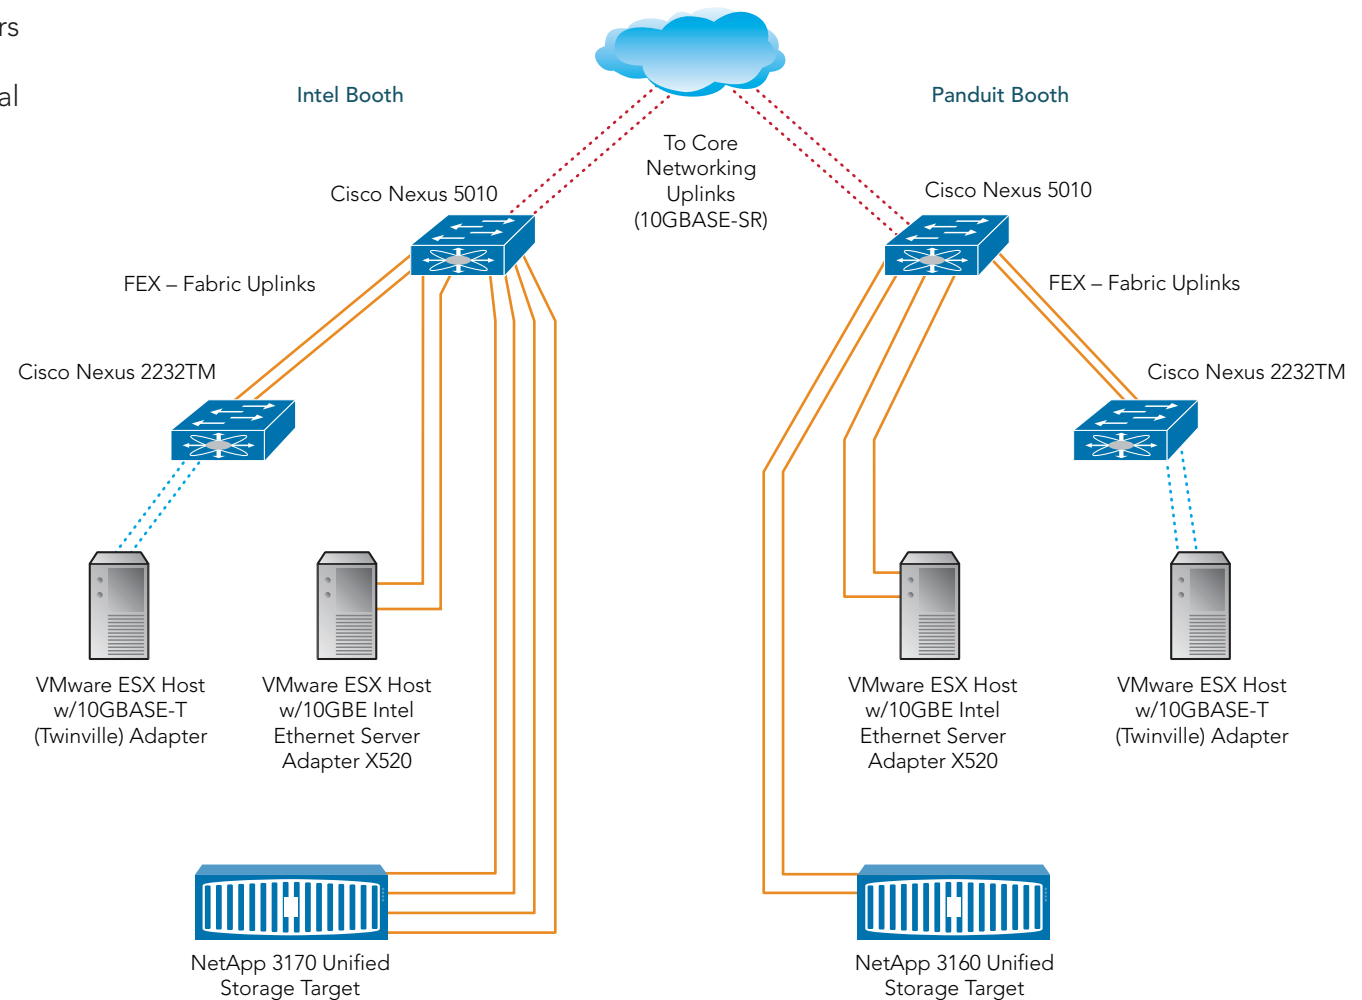 rs
al
Intel Booth
Panduit Booth
To Core
Networking
Uplinks
(10GBASE-SR)
Cisco Nexus 5010
Cisco Nexus 5010
FEX – Fabric Uplinks
FEX – Fabric Uplinks
Cisco Nexus 2232TM
Cisco Nexus 2232TM
VMware ESX Host
w/10GBASE-T
(Twinville) Adapter
VMware ESX Host
w/10GBE Intel
Ethernet Server
Adapter X520
VMware ESX Host
w/10GBE Intel
Ethernet Server
Adapter X520
VMware ESX Host
w/10GBASE-T
(Twinville) Adapter
NetApp 3170 Unified
Storage Target
NetApp 3160 Unified
Storage Target